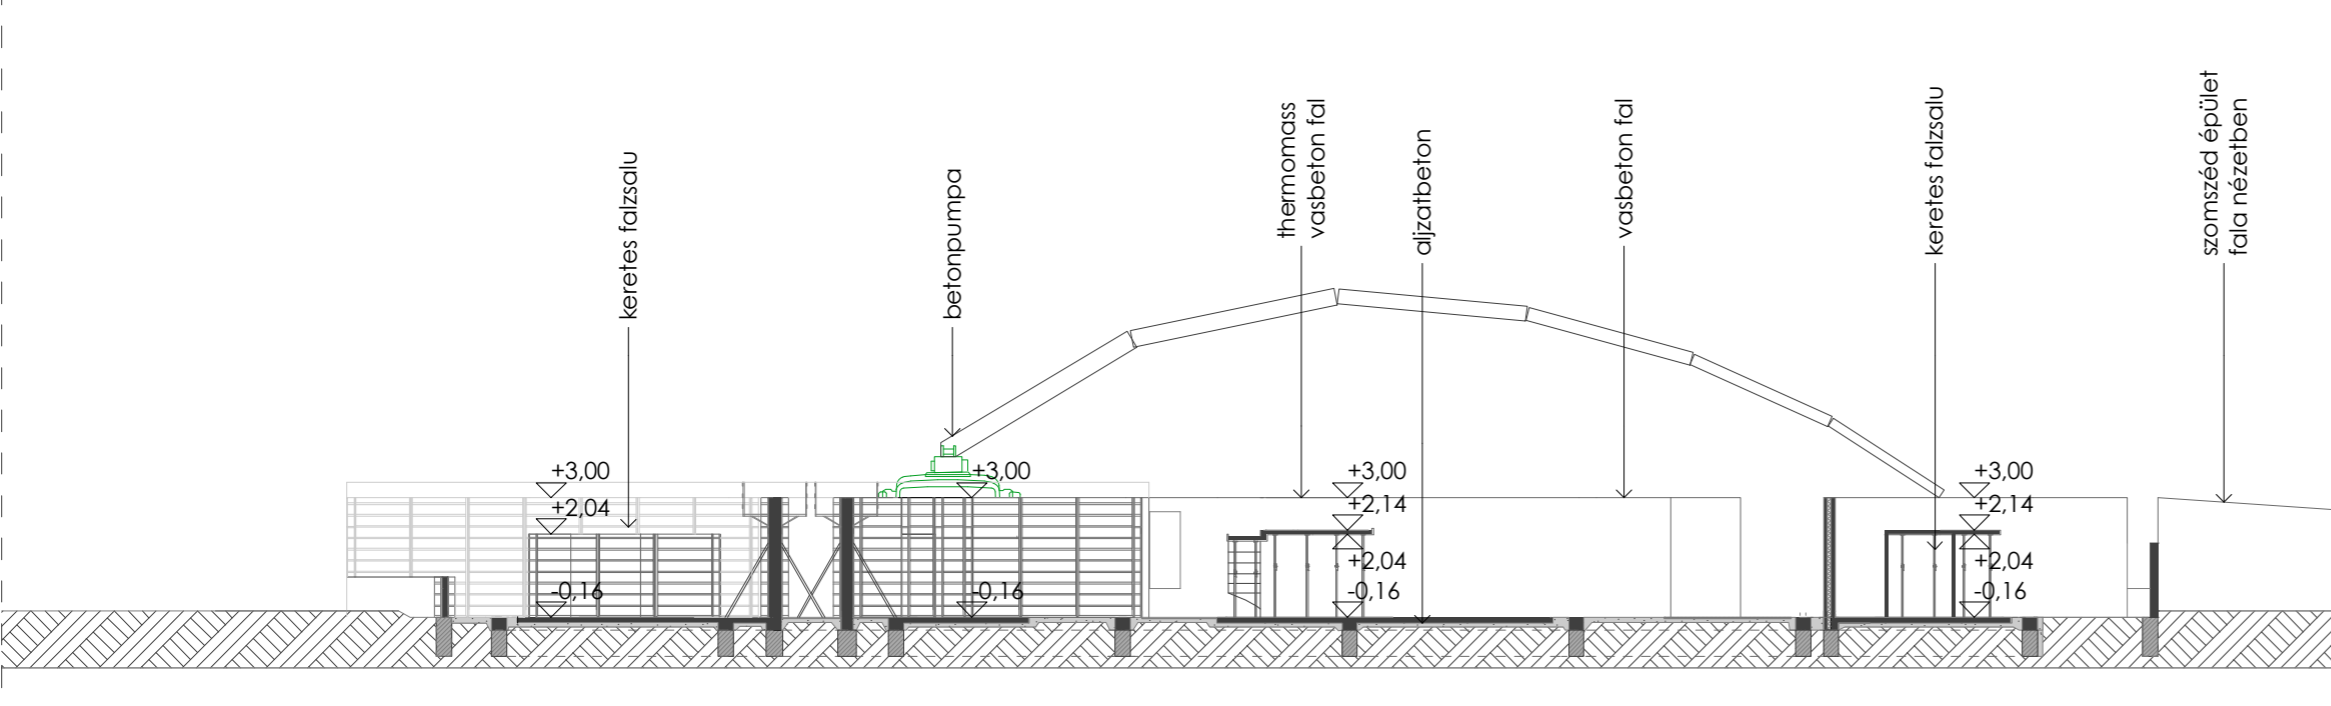 keretes falzsalu
betonpumpa
thermomass
vasbeton fal
aljzatbeton
vasbeton fal
keretes falzsalu
szomszéd épület
fala nézetben
+3,00
+2,04
-0,16
+3,00
-0,16
+3,00
+2,14
+2,04
-0,16
+3,00
+2,14
+2,04
-0,16